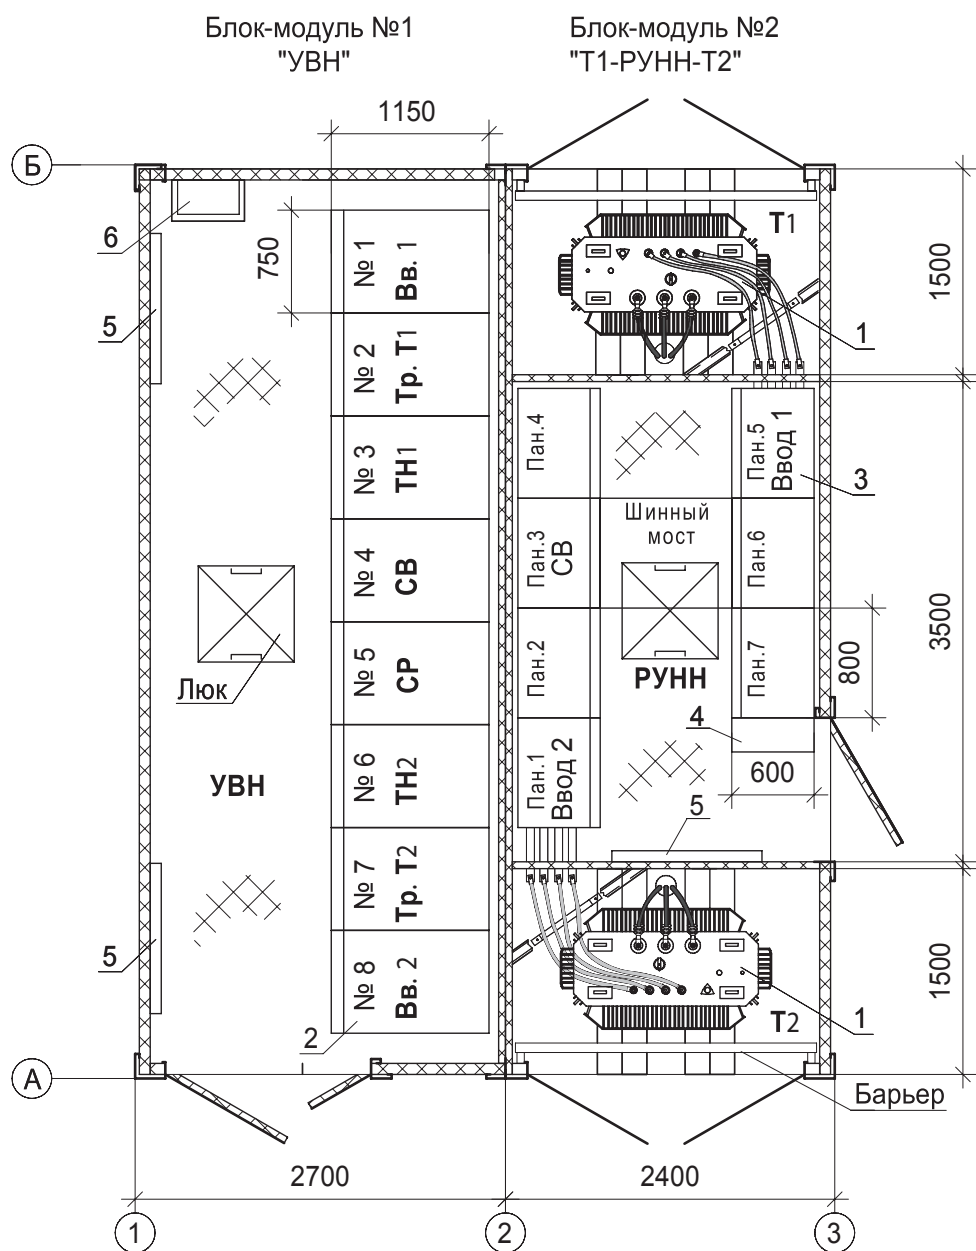 Блок-модуль №1
"УВН"
Блок-модуль №2
"Т1-РУНН-Т2"
1150
Б
6
5
750
№ 1
Вв. 1
№ 2
Тр. Т1
№ 3
ТН1
№ 4
СВ
№ 5
СР
№ 6
ТН2
№ 7
Тр. Т2
№ 8
Вв. 2
Люк
УВН
5
2
Т1
1
1500
Пан.4
Пан.3
СВ
Пан.2
Пан.1
Ввод 2
Шинный
мост
РУНН
Пан.5
Ввод 1
3
Пан.6
Пан.7
800
3500
4
600
5
Т2
1
1500
А
Барьер
2700
2400
1
2
3